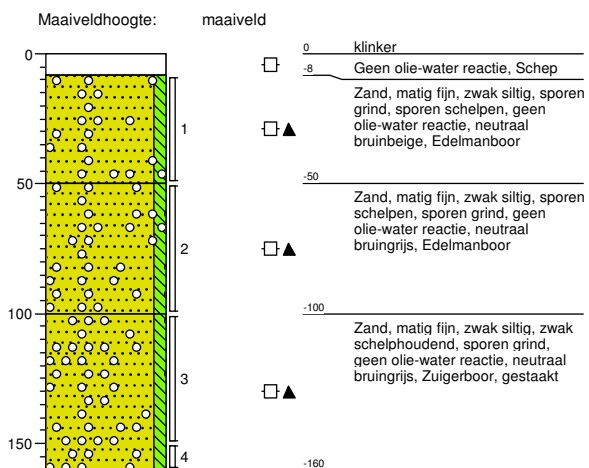 Maaiveldhoogte: maaiveld
0
0
klinker
-8
Geen olie-water reactie, Schep
Zand, matig fijn, zwak siltig, sporen
grind, sporen schelpen, geen
olie-water reactie, neutraal
bruinbeige, Edelmanboor
1
50
-50
Zand, matig fijn, zwak siltig, sporen
schelpen, sporen grind, geen
olie-water reactie, neutraal
bruingrijs, Edelmanboor
2
100
-100
Zand, matig fijn, zwak siltig, zwak
schelphoudend, sporen grind,
geen olie-water reactie, neutraal
bruingrijs, Zuigerboor, gestaakt
3
150
4
-160